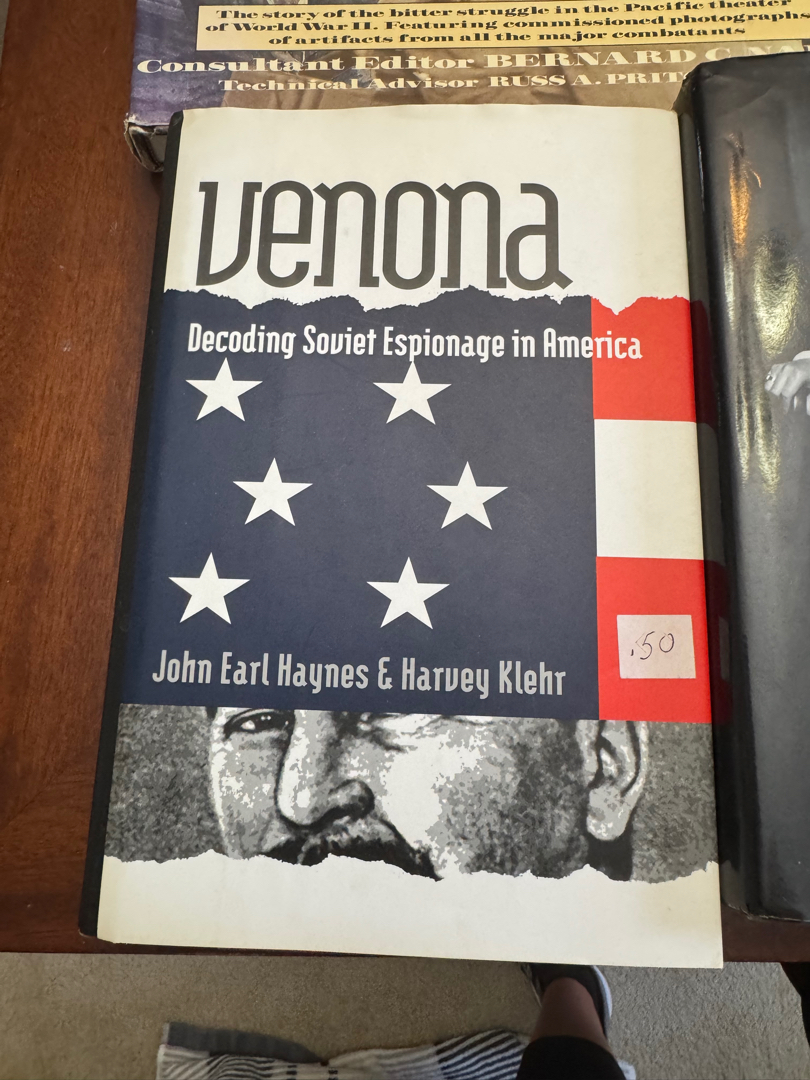 The story of the bitter struggle in the Pacific theater
of World War II. Featuring commissioned photographs
of artifacts from all the major combatants
Consultant Editor BERNARD C.
Technical Advisor RUSS A.
venona
Decoding Soviet Espionage in America
.50
John Earl Haynes & Harvey Klehr